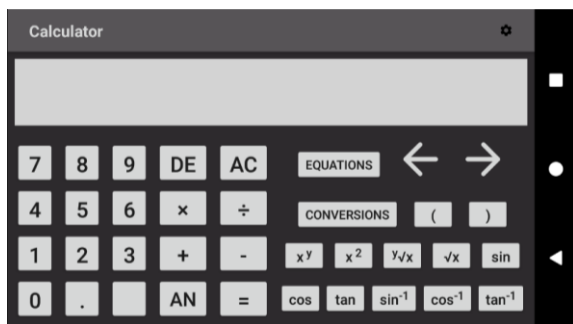 Calculator
7 8 9 DE AC EQUATIONS ← →
4 5 6 × ÷ CONVERSIONS ( )
1 2 3 + - xʸ x² ʸ√x √x sin
0 . AN = cos tan sin⁻¹ cos⁻¹ tan⁻¹